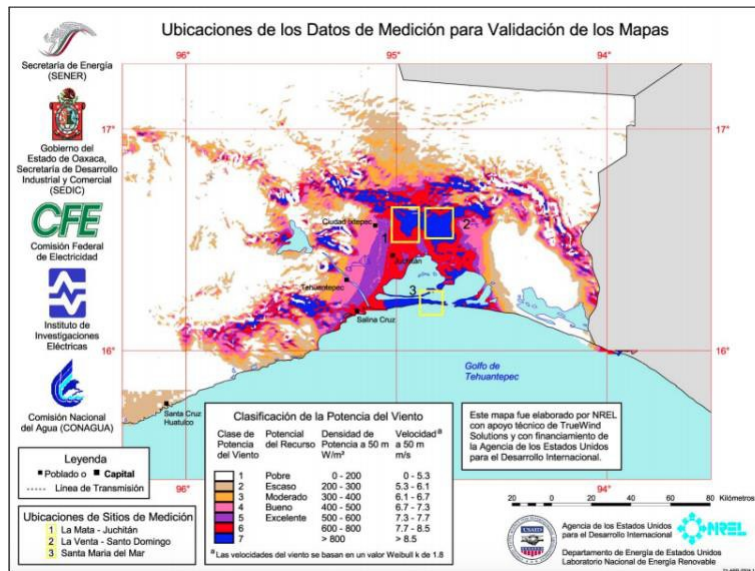 Ubicaciones de los Datos de Medición para Validación de los Mapas
Secretaría de Energía
(SENER)
Gobierno del
Estado de Oaxaca,
Secretaría de Desarrollo
Industrial y Comercial
(SEDIC)
CFE
Comisión Federal
de Electricidad
Instituto de
Investigaciones
Eléctricas
Comisión Nacional
del Agua (CONAGUA)
Leyenda
Poblado o Capital
Línea de Transmisión
Ubicaciones de Sitios de Medición
1 La Mata - Juchitán
2 La Venta - Santo Domingo
3 Santa Maria del Mar
96° 95° 94°
17° 17°
Ciudad Ixtepec
1 2
Juchitán
Tehuantepec
3
Salina Cruz
16° 16°
Golfo de
Tehuantepec
Santa Cruz
Huatulco
96° 94°
Clasificación de la Potencia del Viento
Clase de Potencia del Viento
Potencial del Recurso
Densidad de Potencia a 50 m W/m²
Velocidad a a 50 m m/s
1 Pobre 0 - 200 0 - 5.3
2 Escaso 200 - 300 5.3 - 6.1
3 Moderado 300 - 400 6.1 - 6.7
4 Bueno 400 - 500 6.7 - 7.3
5 Excelente 500 - 600 7.3 - 7.7
6 600 - 800 7.7 - 8.5
7 > 800 > 8.5
a Las velocidades del viento se basan en un valor Weibull k de 1.8
Este mapa fue elaborado por NREL
con apoyo técnico de TrueWind
Solutions y con financiamiento de
la Agencia de los Estados Unidos
para el Desarrollo Internacional.
20 0 20 40 60 80 Kilómetros
USAID
Agencia de los Estados Unidos
para el Desarrollo Internacional
NREL
Departamento de Energía de Estados Unidos
Laboratorio Nacional de Energía Renovable